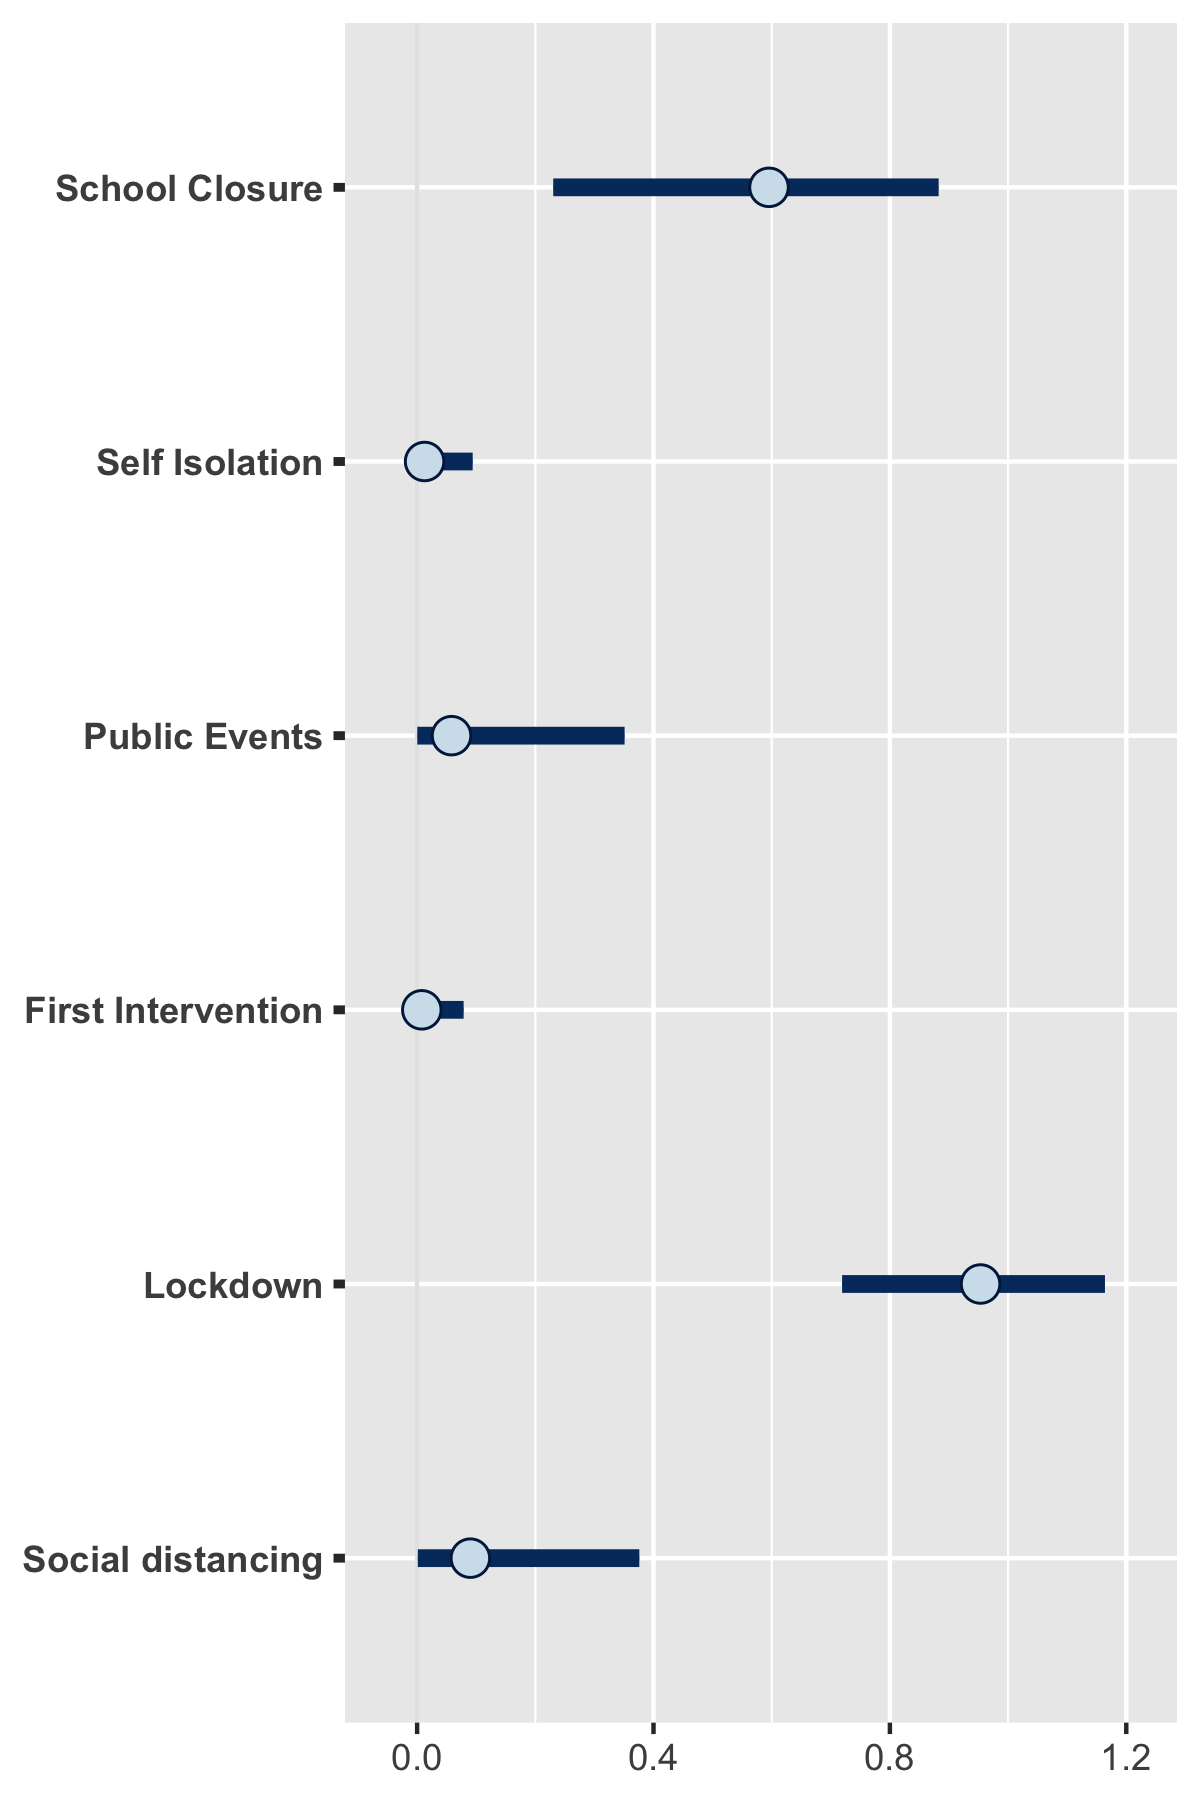 School Closure
Self Isolation
Public Events
First Intervention
Lockdown
Social distancing
0.0 0.4 0.8 1.2